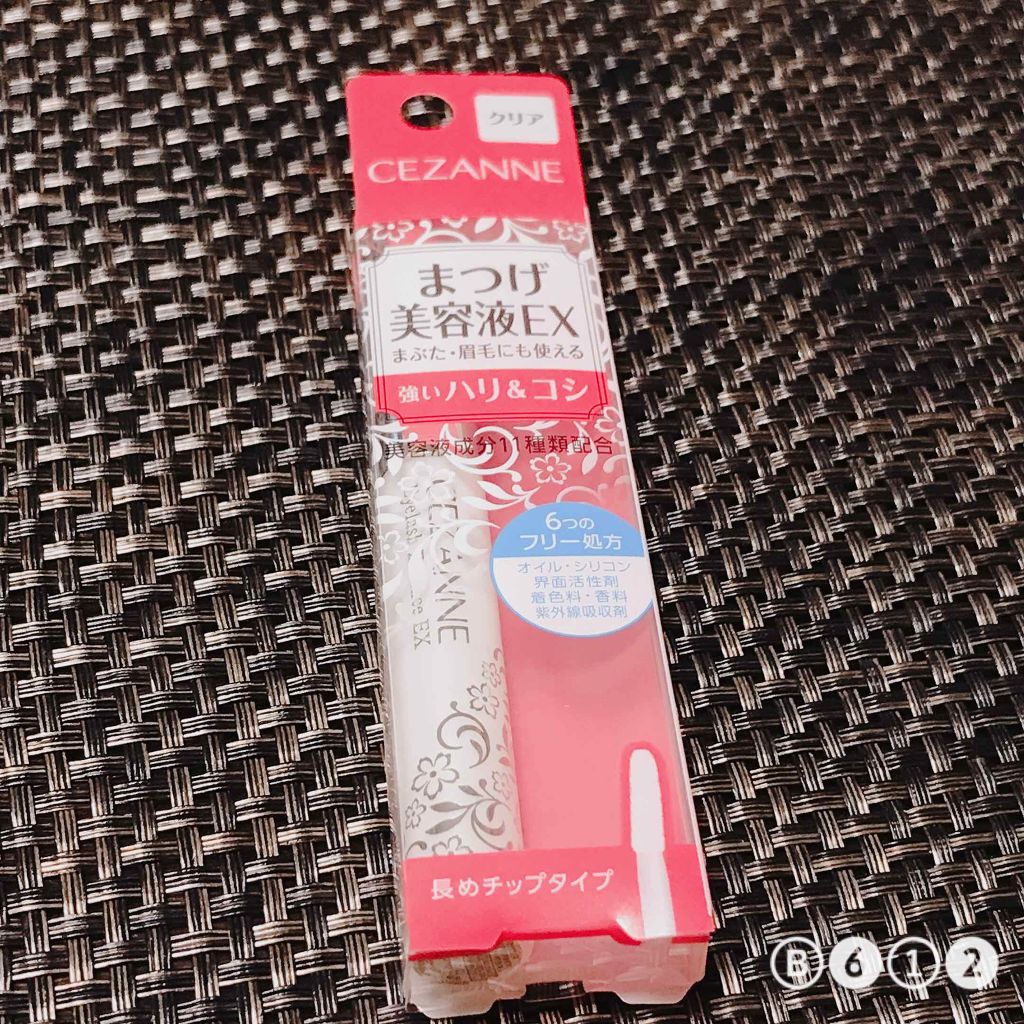 クリア
CEZANNE
まつげ
美容液EX
まぶた・眉毛にも使える
強いハリ&コシ
美容液成分11種類配合
6つの
フリー処方
オイル・シリコン
界面活性剤
着色料・香料
紫外線吸収剤
CEZANNE
EX
長めチップタイプ
B612